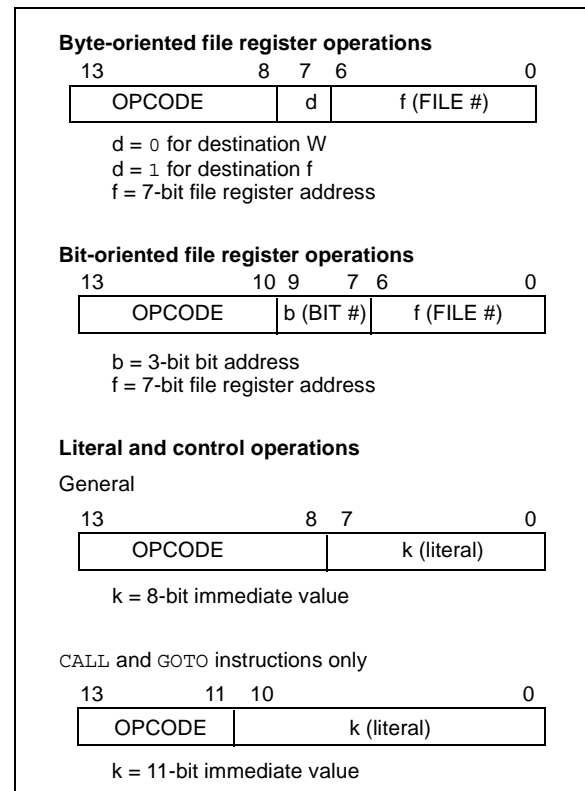 Byte-oriented file register operations
13 8 7 6 0
OPCODE d f (FILE #)
d = 0 for destination W
d = 1 for destination f
f = 7-bit file register address
Bit-oriented file register operations
13 10 9 7 6 0
OPCODE b (BIT #) f (FILE #)
b = 3-bit bit address
f = 7-bit file register address
Literal and control operations
General
13 8 7 0
OPCODE k (literal)
k = 8-bit immediate value
CALL and GOTO instructions only
13 11 10 0
OPCODE k (literal)
k = 11-bit immediate value